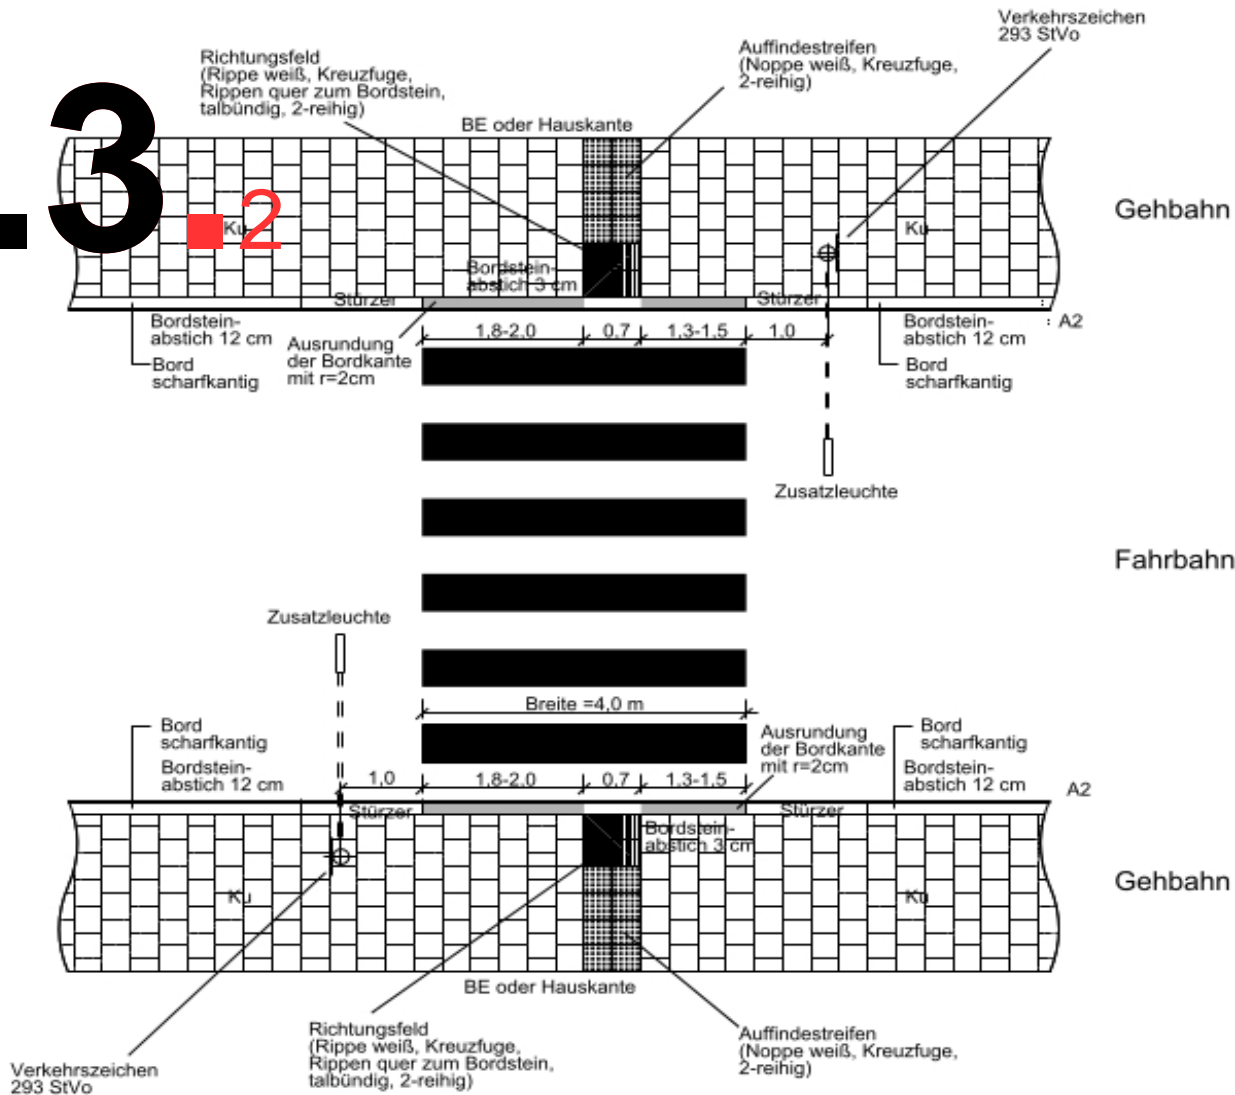 Verkehrszeichen
293 StVo
Richtungsfeld
(Rippe weiß, Kreuzfuge,
Rippen quer zum Bordstein,
talbündig, 2-reihig)
Auffindestreifen
(Noppe weiß, Kreuzfuge,
2-reihig)
BE oder Hauskante
.3.2
Gehbahn
Ku
Ku
Bordstein-
abstich 3 cm
Stürzer
Stürzer
Bordstein-
abstich 12 cm
Bord
scharfkantig
Ausrundung
der Bordkante
mit r=2cm
1,8-2,0
0,7
1,3-1,5
1,0
Bordstein-
abstich 12 cm
Bord
scharfkantig
A2
Zusatzleuchte
Fahrbahn
Zusatzleuchte
Breite =4,0 m
Bord
scharfkantig
Bordstein-
abstich 12 cm
Ausrundung
der Bordkante
mit r=2cm
Bord
scharfkantig
Bordstein-
abstich 12 cm
1,0
1,8-2,0
0,7
1,3-1,5
A2
Stürzer
Stürzer
Bordstein-
abstich 3 cm
Gehbahn
Ku
Ku
BE oder Hauskante
Richtungsfeld
(Rippe weiß, Kreuzfuge,
Rippen quer zum Bordstein,
talbündig, 2-reihig)
Auffindestreifen
(Noppe weiß, Kreuzfuge,
2-reihig)
Verkehrszeichen
293 StVo